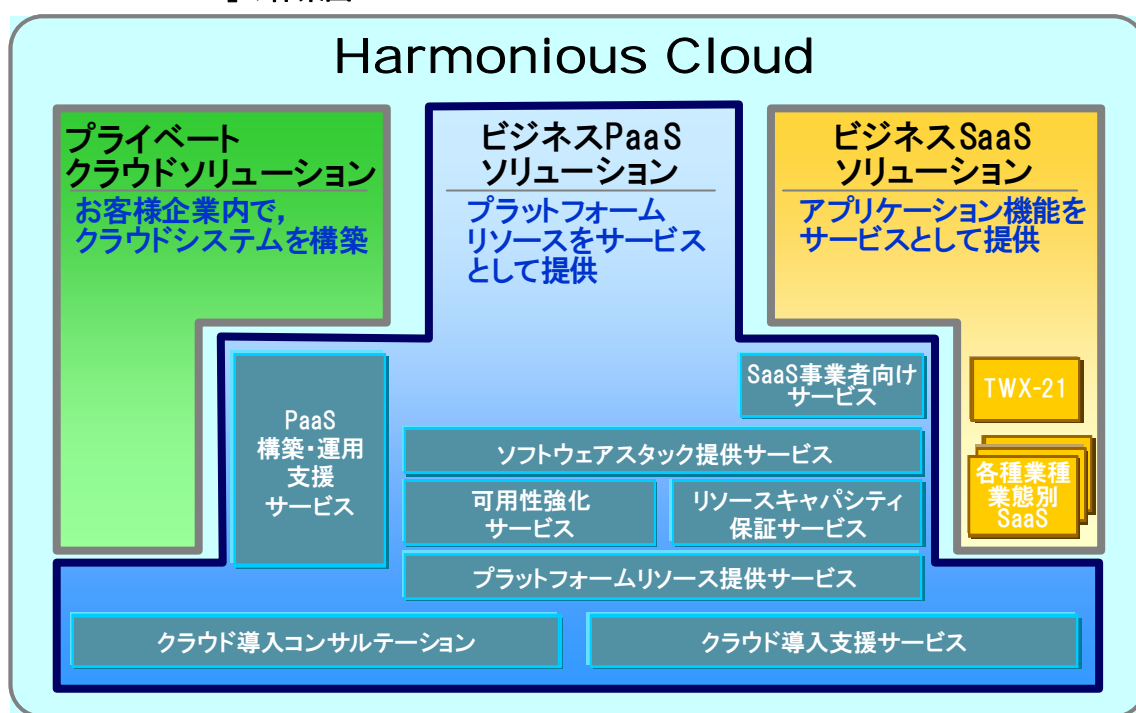 Harmonious Cloud
プライベート
クラウドソリューション
お客様企業内で，
クラウドシステムを構築
ビジネスPaaS
ソリューション
プラットフォーム
リソースをサービス
として提供
ビジネスSaaS
ソリューション
アプリケーション機能を
サービスとして提供
PaaS
構築・運用
支援
サービス
SaaS事業者向け
サービス
TWX-21
ソフトウェアスタック提供サービス
各種業種
業態別
SaaS
可用性強化
サービス
リソースキャパシティ
保証サービス
プラットフォームリソース提供サービス
クラウド導入コンサルテーション
クラウド導入支援サービス